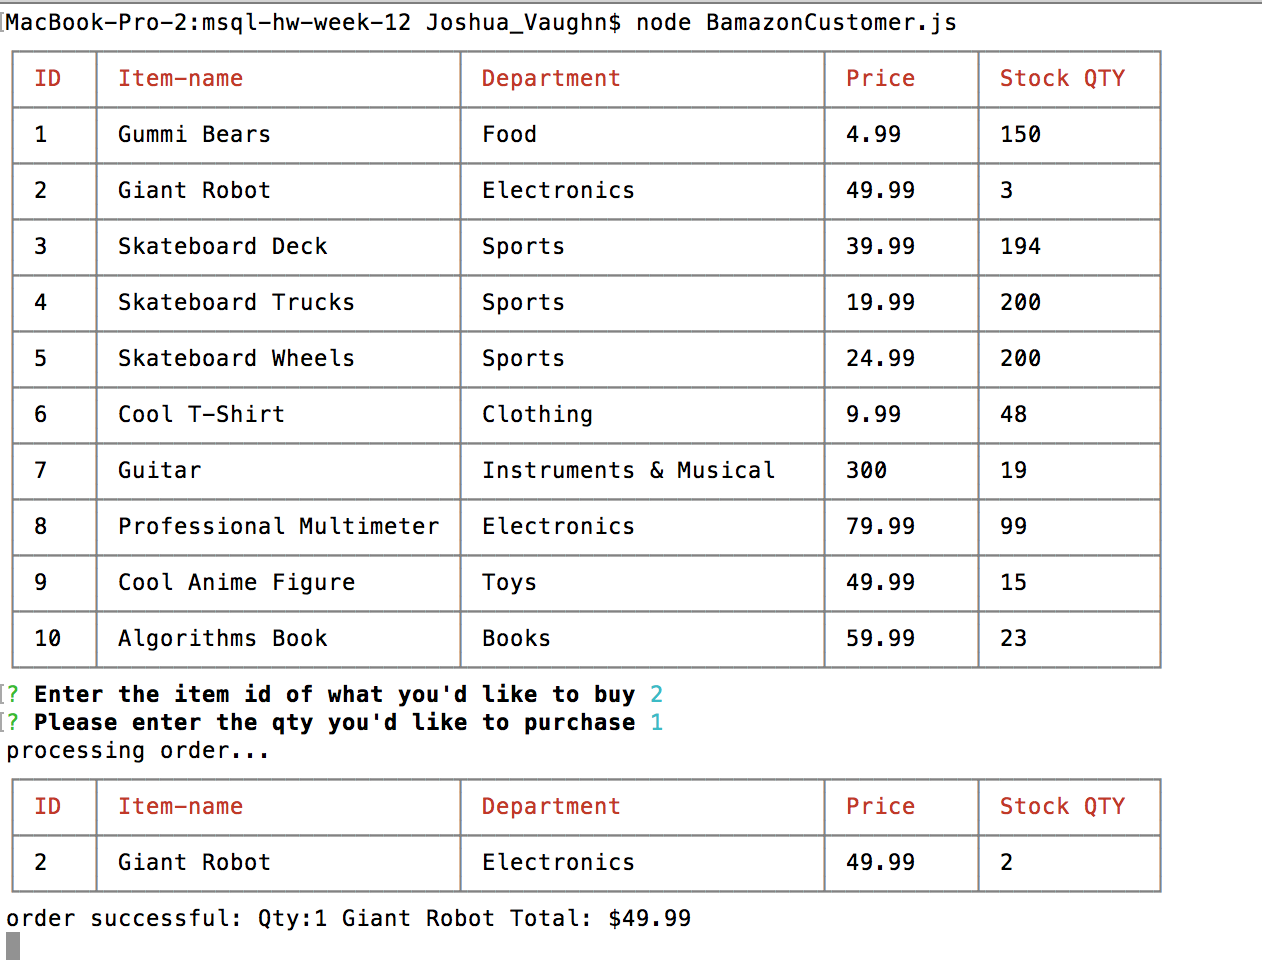 MacBook-Pro-2:msql-hw-week-12 Joshua_Vaughn$ node BamazonCustomer.js
ID Item-name Department Price Stock QTY
1 Gummi Bears Food 4.99 150
2 Giant Robot Electronics 49.99 3
3 Skateboard Deck Sports 39.99 194
4 Skateboard Trucks Sports 19.99 200
5 Skateboard Wheels Sports 24.99 200
6 Cool T-Shirt Clothing 9.99 48
7 Guitar Instruments & Musical 300 19
8 Professional Multimeter Electronics 79.99 99
9 Cool Anime Figure Toys 49.99 15
10 Algorithms Book Books 59.99 23
? Enter the item id of what you'd like to buy 2
? Please enter the qty you'd like to purchase 1
processing order...
ID Item-name Department Price Stock QTY
2 Giant Robot Electronics 49.99 2
order successful: Qty:1 Giant Robot Total: $49.99